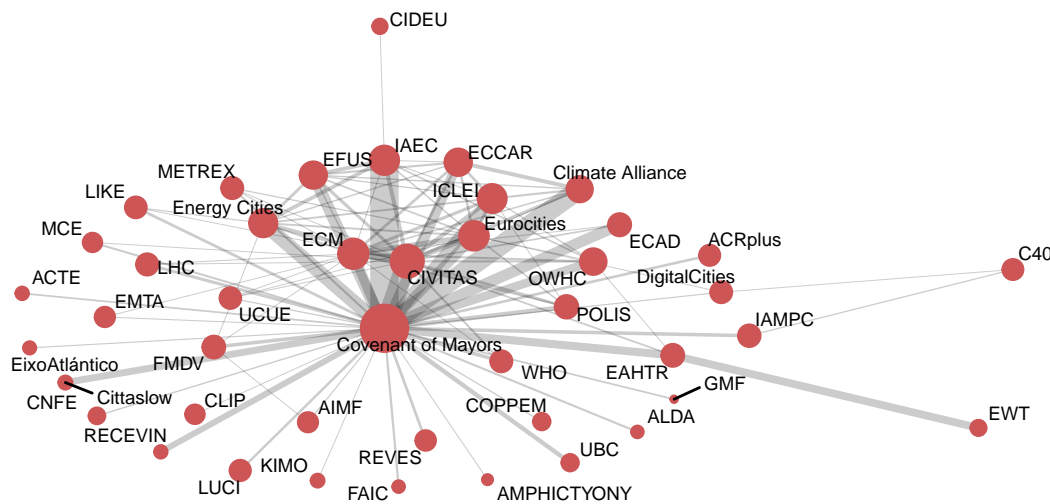 CIDEU
IAEC
EFUS
ECCAR
METREX
ICLEI
Climate Alliance
LIKE
Energy Cities
Eurocities
MCE
ECM
ECAD
ACRplus
C40
LHC
CIVITAS
OWHC
DigitalCities
ACTE
EMTA
UCUE
POLIS
IAMPC
Covenant of Mayors
EixoAtlántico
FMDV
WHO
EAHTR
GMF
CNFE
Cittaslow
CLIP
AIMF
COPPEM
ALDA
EWT
RECEVIN
UBC
KIMO
REVES
LUCI
FAIC
AMPHICTYONY